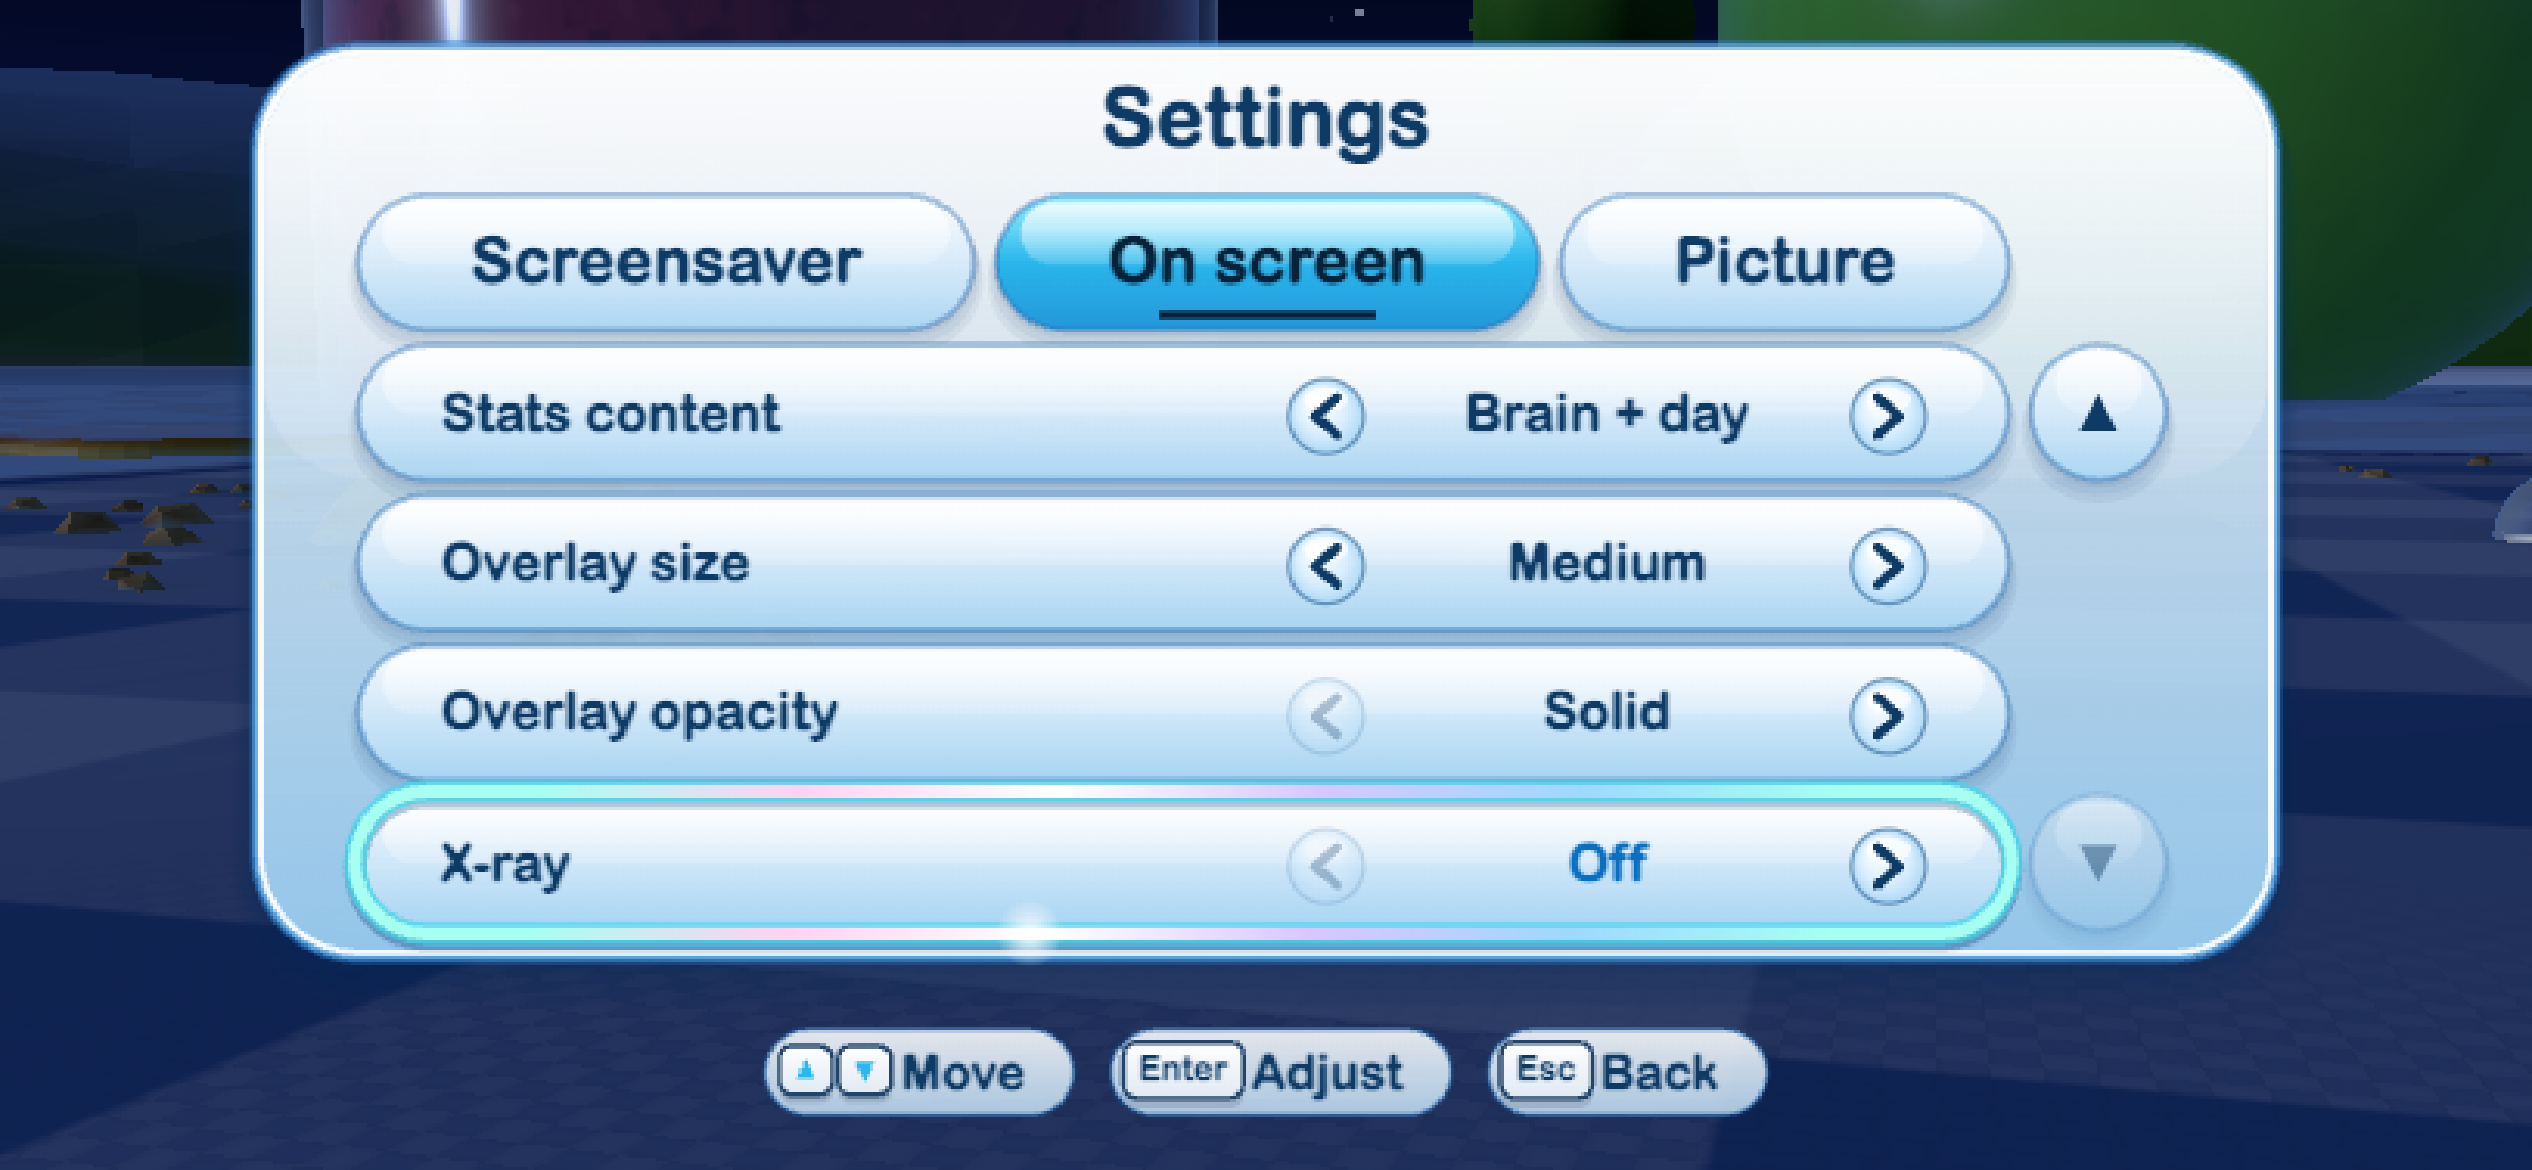 Settings
Screensaver On screen Picture
Stats content < Brain + day > ▲
Overlay size < Medium >
Overlay opacity < Solid >
X-ray < Off > ▼
▲ ▼ Move Enter Adjust Esc Back